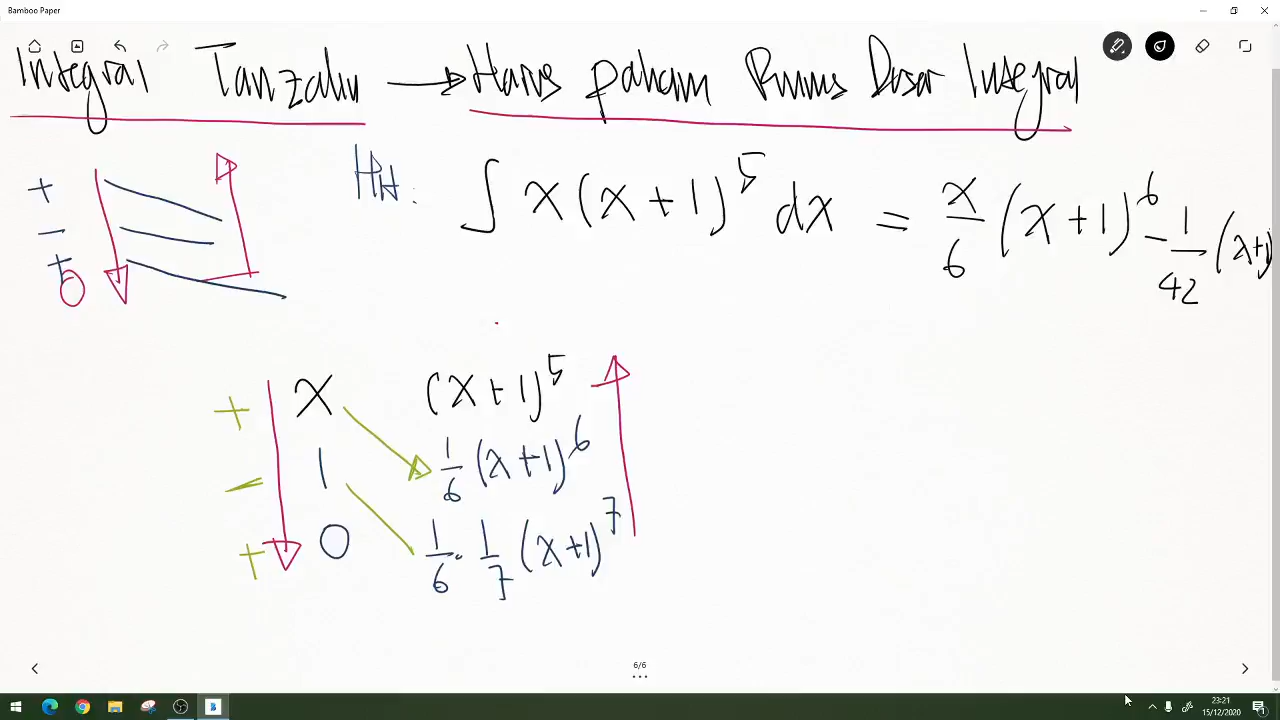 Bamboo Paper
Integral Tanzalin → Harus paham Rumus Dasar Integral
+
−
+
0
Hit :
∫ x(x+1)^5 dx = x/6 (x+1)^6 - 1/42 (x+1)
+ x (x+1)^5
− 1 1/6 (x+1)^6
+ 0 1/6 . 1/7 (x+1)^7
6/6
23:21
15/12/2020